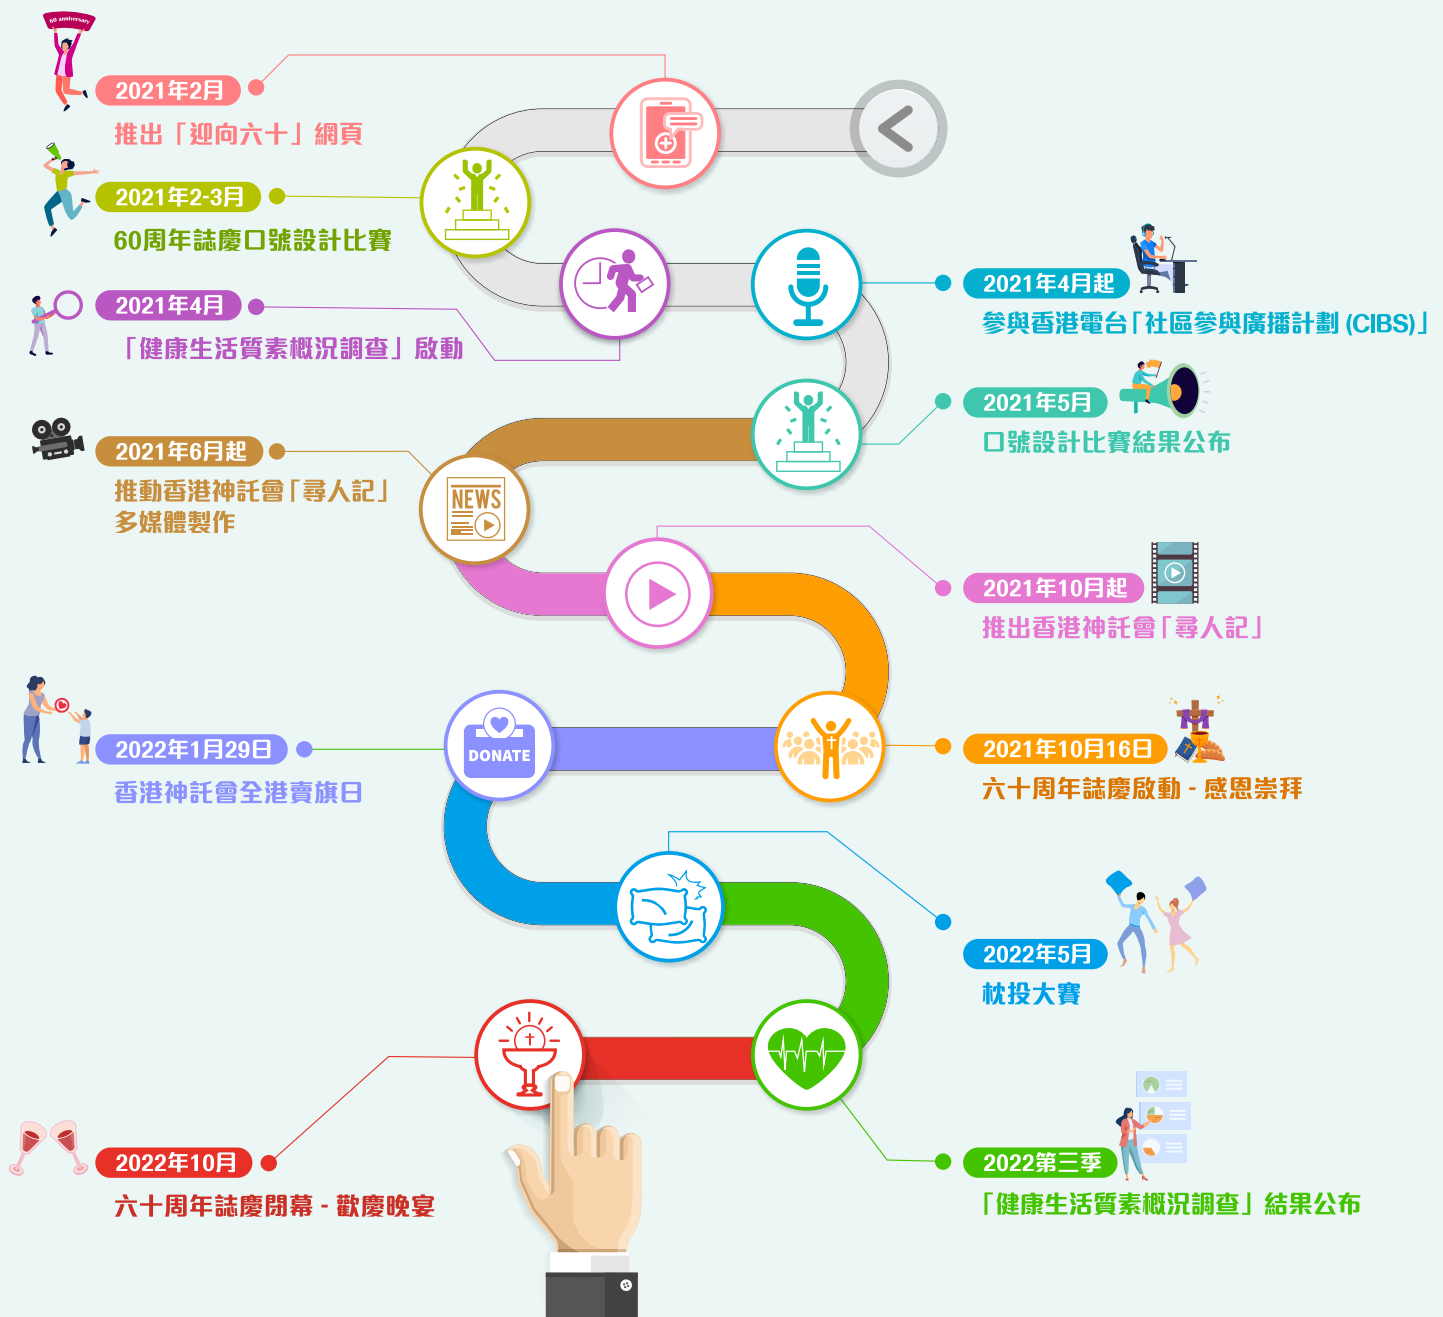 60 anniversary
2021年2月
推出「迎向六十」網頁
2021年2-3月
60周年誌慶口號設計比賽
2021年4月
「健康生活質素概況調查」啟動
2021年4月起
參與香港電台「社區參與廣播計劃 (CIBS)」
2021年5月
口號設計比賽結果公布
2021年6月起
推動香港神託會「尋人記」
多媒體製作
NEWS
2021年10月起
推出香港神託會「尋人記」
2021年10月16日
六十周年誌慶啟動 - 感恩崇拜
2022年1月29日
香港神託會全港賣旗日
DONATE
2022年5月
枕投大賽
2022第三季
「健康生活質素概況調查」結果公布
2022年10月
六十周年誌慶閉幕 - 歡慶晚宴